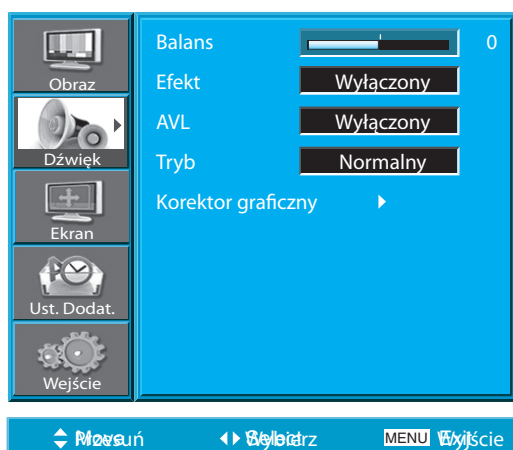 Obraz
Dźwięk
Ekran
Ust. Dodat.
Wejście
Balans 0
Efekt Wyłączony
AVL Wyłączony
Tryb Normalny
Korektor graficzny
MENU